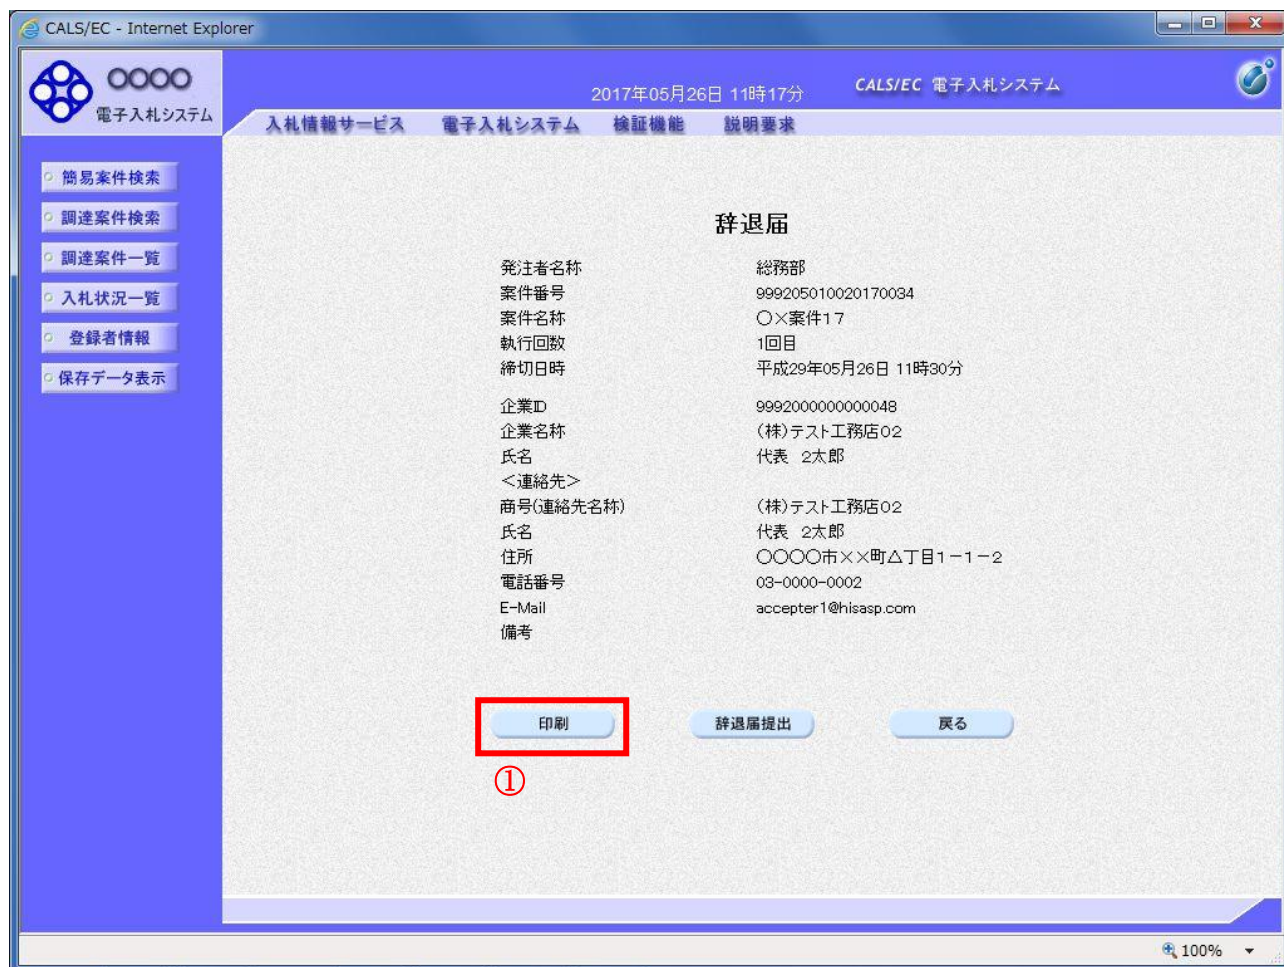 CALS/EC - Internet Explorer
○○○○
電子入札システム
2017年05月26日 11時17分
CALS/EC 電子入札システム
入札情報サービス 電子入札システム 検証機能 説明要求
簡易案件検索
調達案件検索
調達案件一覧
入札状況一覧
登録者情報
保存データ表示
辞退届
発注者名称 総務部
案件番号 999205010020170034
案件名称 ○×案件17
執行回数 1回目
締切日時 平成29年05月26日 11時30分
企業ID 9992000000000048
企業名称 (株)テスト工務店02
氏名 代表 2太郎
<連絡先>
商号(連絡先名称) (株)テスト工務店02
氏名 代表 2太郎
住所 ○○○○市××町△丁目1-1-2
電話番号 03-0000-0002
E-Mail accepter1@hisasp.com
備考
印刷 辞退届提出 戻る
①
100%